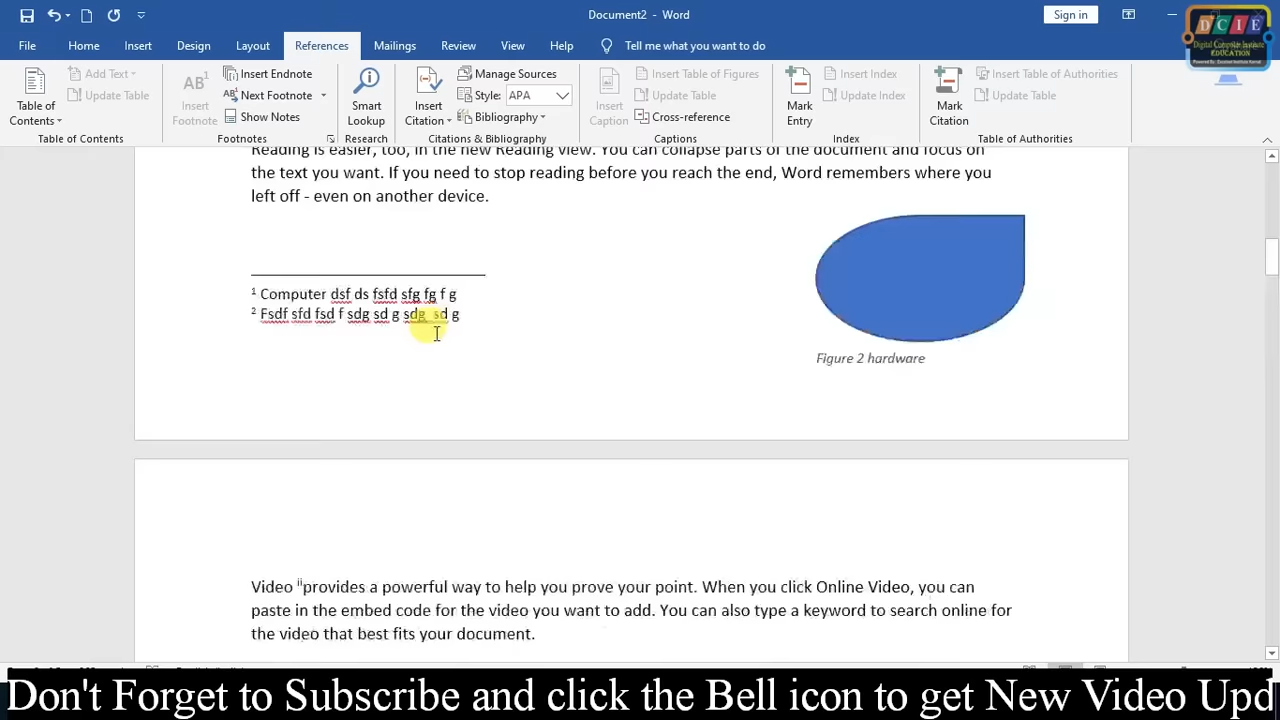 Document2 - Word
Sign in
File Home Insert Design Layout References Mailings Review View Help Tell me what you want to do
DCIE
Digital Computer Institute
EDUCATION
Table of Contents
Add Text
Update Table
Table of Contents
AB1 Insert Footnote
Insert Endnote
Next Footnote
Show Notes
Footnotes
Smart Lookup
Research
Insert Citation
Manage Sources
Style: APA
Bibliography
Citations & Bibliography
Insert Caption
Insert Table of Figures
Update Table
Cross-reference
Captions
Mark Entry
Insert Index
Update Index
Index
Mark Citation
Insert Table of Authorities
Update Table
Table of Authorities
Reading is easier, too, in the new Reading view. You can collapse parts of the document and focus on
the text you want. If you need to stop reading before you reach the end, Word remembers where you
left off - even on another device.
1 Computer dsf ds fsfd sfg fg f g
2 Fsdf sfd fsd f sdg sd g sdg sd g
Figure 2 hardware
Video ii provides a powerful way to help you prove your point. When you click Online Video, you can
paste in the embed code for the video you want to add. You can also type a keyword to search online for
the video that best fits your document.
Don't Forget to Subscribe and click the Bell icon to get New Video Upd